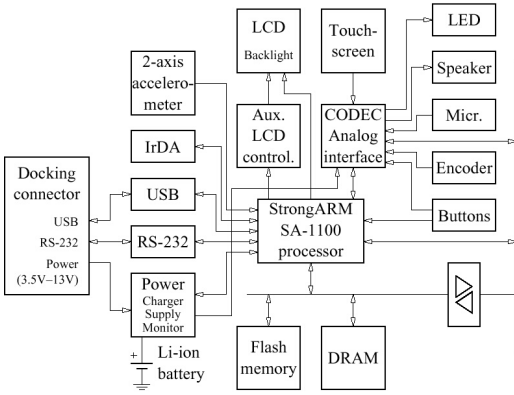 LCD
Backlight
Touch-
screen
LED
Speaker
Micr.
Encoder
Buttons
2-axis
accelero-
meter
Aux.
LCD
control.
CODEC
Analog
interface
IrDA
Docking
connector
USB
RS-232
Power
(3.5V–13V)
USB
RS-232
StrongARM
SA-1100
processor
Power
Charger
Supply
Monitor
+
Li-ion
battery
Flash
memory
DRAM